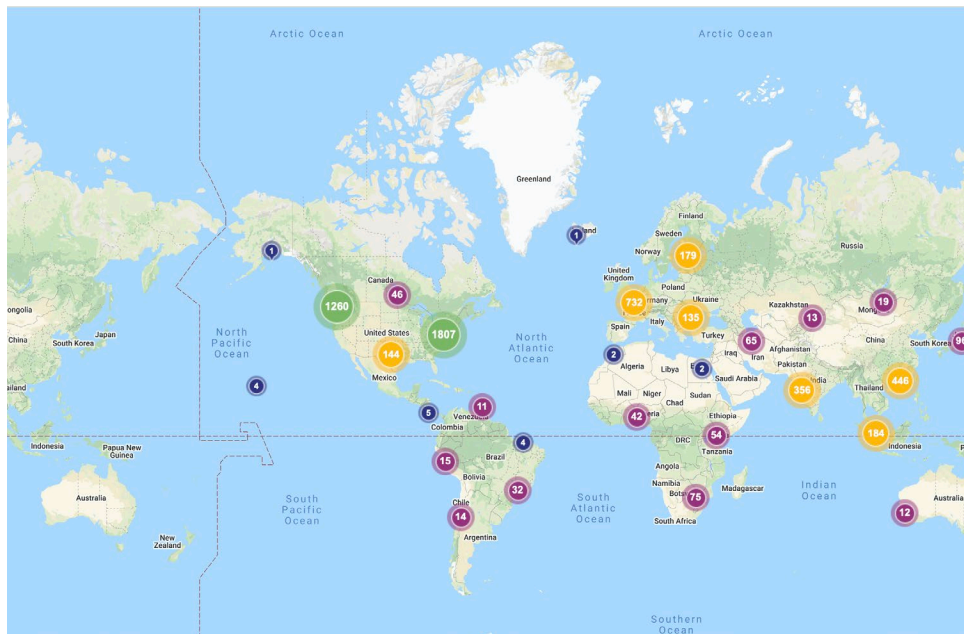 Arctic Ocean
Arctic Ocean
Greenland
Finland
Sweden
Russia
Norway
179
1
1
Canada
46
United
Kingdom
Poland
732
Ukraine
135
Kazakhstan
13
19
1260
Japan
South Korea
China
North
Pacific
Ocean
United States
1807
144
Mexico
North
Atlantic
Ocean
Spain
Italy
Turkey
65
Iraq
Iran
Afghanistan
Pakistan
China
South Korea
2
Algeria
Libya
2
Saudi Arabia
356
446
Thailand
4
5
11
Colombia
Mali
Niger
Chad
Sudan
42
Ethiopia
54
DRC
Tanzania
184
Indonesia
Indonesia
Papua New
Guinea
4
15
Brazil
Bolivia
32
Angola
Namibia
75
Madagascar
Indian
Ocean
Australia
South
Pacific
Ocean
Chile
14
Argentina
South
Atlantic
Ocean
South Africa
12
Australia
New
Zealand
Southern
Ocean